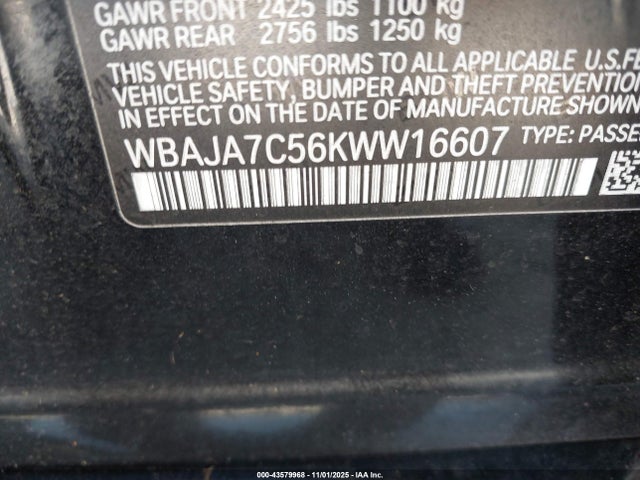 GAWR FRONT 2425 lbs 1100 kg
GAWR REAR 2756 lbs 1250 kg
THIS VEHICLE CONFORMS TO ALL APPLICABLE U.S.FE
VEHICLE SAFETY, BUMPER AND THEFT PREVENTION
IN EFFECT ON THE DATE OF MANUFACTURE SHOWN
WBAJA7C56KWW16607 TYPE: PASSE
000-43579968 - 11/01/2025 - IAA Inc.